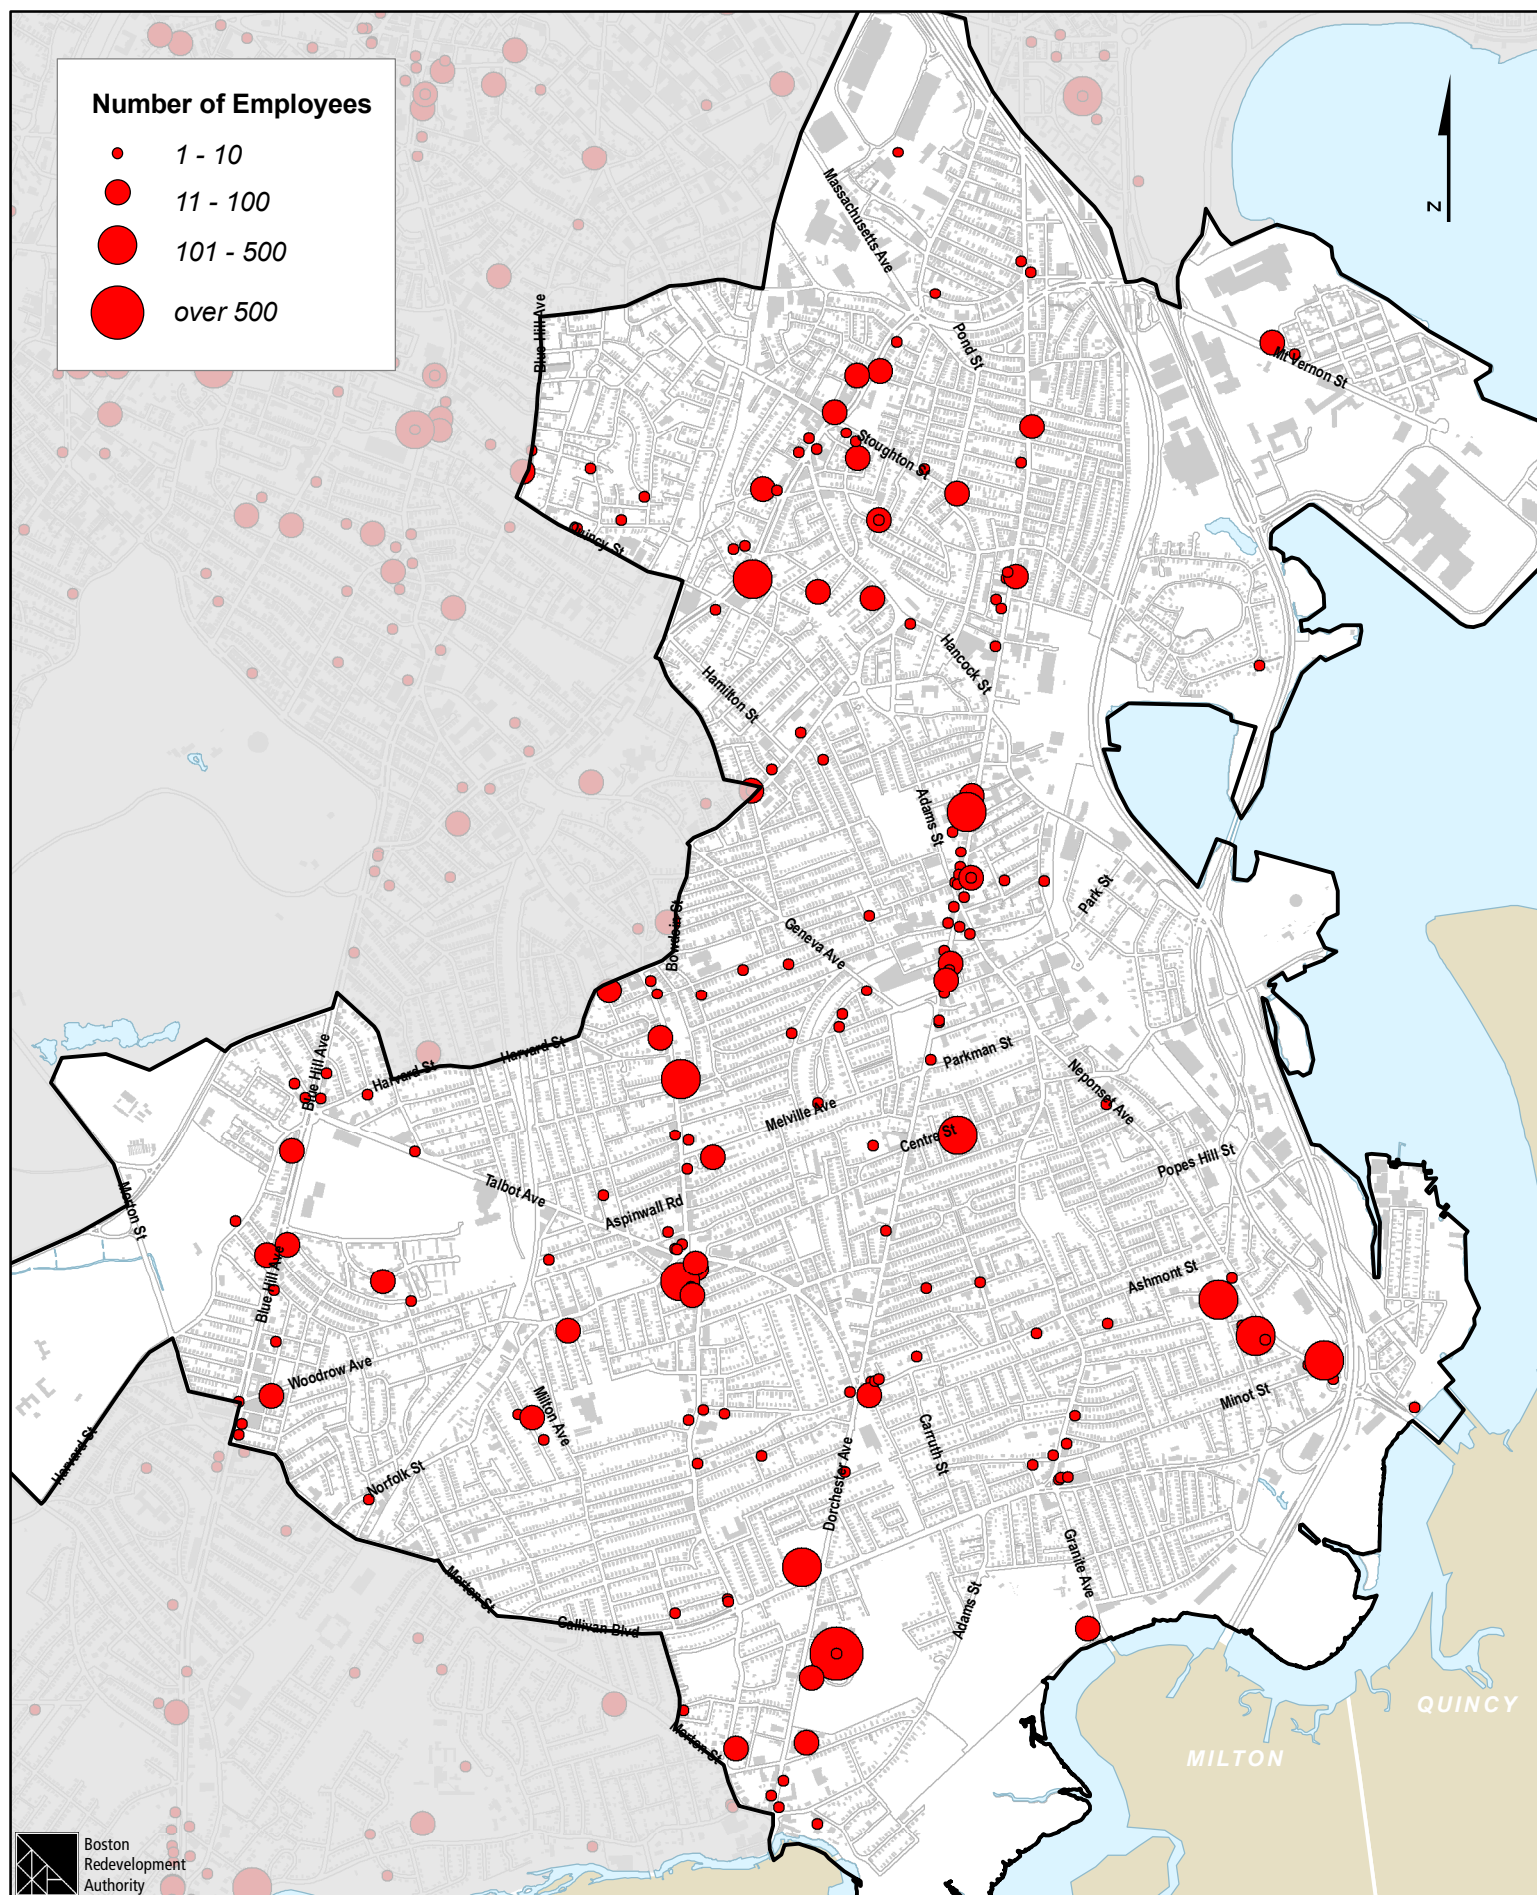 Number of Employees
1 - 10
11 - 100
101 - 500
over 500
N
Massachusetts Ave
Blue Hill Ave
Pond St
Mt Vernon St
Stoughton St
Quincy St
Hancock St
Hamilton St
Adams St
Park St
Bowdoin St
Geneva Ave
Harvard St
Harvard St
Blue Hill Ave
Parkman St
Neponset Ave
Melville Ave
Centre St
Popes Hill St
Talbot Ave
Morton St
Aspinwall Rd
Blue Hill Ave
Ashmont St
Woodrow Ave
Minot St
Milton Ave
Carruth St
Harvard St
Norfolk St
Dorchester Ave
Granite Ave
Morton St
Adams St
Gallivan Blvd
QUINCY
Morton St
MILTON
Boston
Redevelopment
Authority